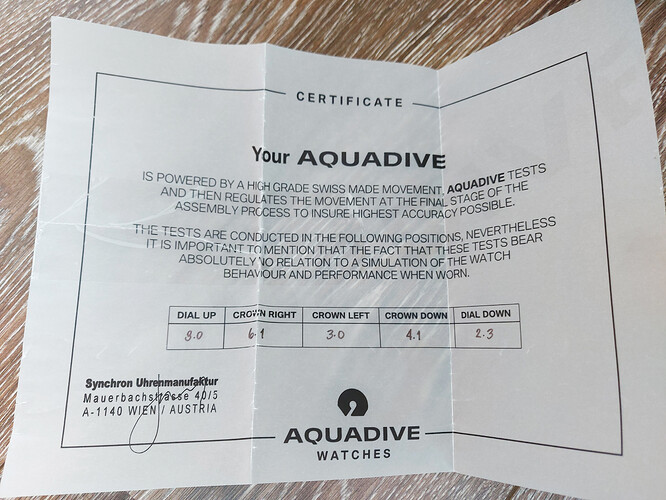 CERTIFICATE
Your AQUADIVE
IS POWERED BY A HIGH GRADE SWISS MADE MOVEMENT. AQUADIVE TESTS
AND THEN REGULATES THE MOVEMENT AT THE FINAL STAGE OF THE
ASSEMBLY PROCESS TO INSURE HIGHEST ACCURACY POSSIBLE.
THE TESTS ARE CONDUCTED IN THE FOLLOWING POSITIONS, NEVERTHELESS
IT IS IMPORTANT TO MENTION THAT THE FACT THAT THESE TESTS BEAR
ABSOLUTELY NO RELATION TO A SIMULATION OF THE WATCH
BEHAVIOUR AND PERFORMANCE WHEN WORN.
DIAL UP CROWN RIGHT CROWN LEFT CROWN DOWN DIAL DOWN
6.1 3.0 4.1 2.3
Synchron Uhrenmanufaktur
Mauerbachstrasse 40/5
A-1140 WIEN / AUSTRIA
AQUADIVE
WATCHES